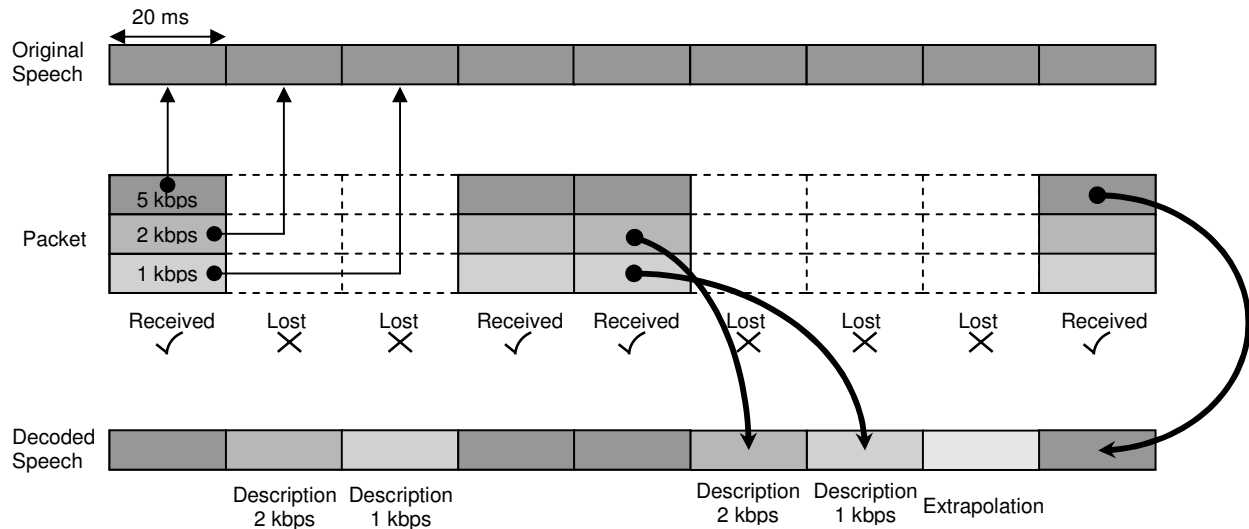 20 ms
Original
Speech
5 kbps
2 kbps
1 kbps
Packet
Received
Lost
Lost
Received
Received
Lost
Lost
Lost
Received
Decoded
Speech
Description
2 kbps
Description
1 kbps
Description
2 kbps
Description
1 kbps
Extrapolation